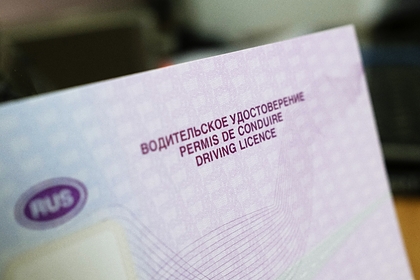 ВОДИТЕЛЬСКОЕ УДОСТОВЕРЕНИЕ
PERMIS DE CONDUIRE
DRIVING LICENCE
RUS